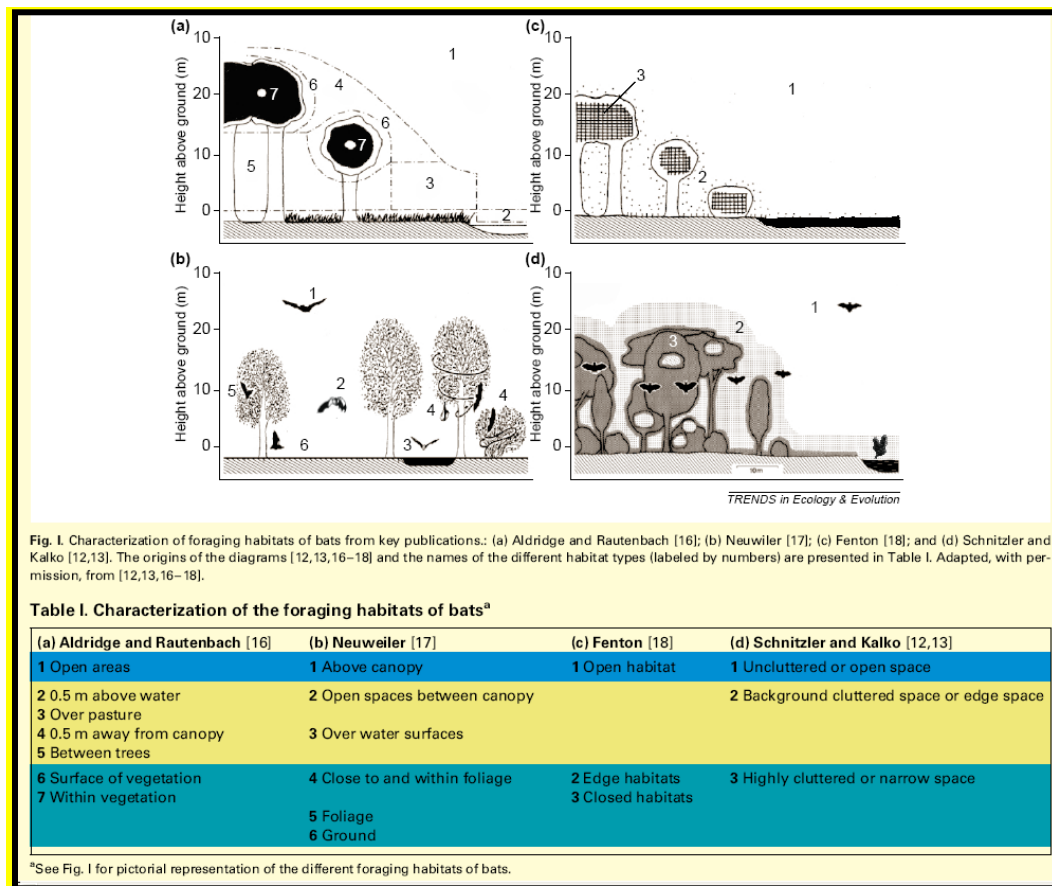 (a)
Height above ground (m)
10
20
10
0
1
4
6
7
6
7
5
3
2
(c)
Height above ground (m)
10
20
10
0
3
1
2
(b)
Height above ground (m)
10
20
10
0
1
5
2
4
4
6
3
(d)
Height above ground (m)
10
20
10
0
1
2
3
10m
TRENDS in Ecology & Evolution
Fig. I. Characterization of foraging habitats of bats from key publications.: (a) Aldridge and Rautenbach [16]; (b) Neuwiler [17]; (c) Fenton [18]; and (d) Schnitzler and
Kalko [12,13]. The origins of the diagrams [12,13,16–18] and the names of the different habitat types (labeled by numbers) are presented in Table I. Adapted, with per-
mission, from [12,13,16–18].
Table I. Characterization of the foraging habitats of batsᵃ
(a) Aldridge and Rautenbach [16] (b) Neuweiler [17] (c) Fenton [18] (d) Schnitzler and Kalko [12,13]
1 Open areas 1 Above canopy 1 Open habitat 1 Uncluttered or open space
2 0.5 m above water 2 Open spaces between canopy 2 Background cluttered space or edge space
3 Over pasture
4 0.5 m away from canopy 3 Over water surfaces
5 Between trees
6 Surface of vegetation 4 Close to and within foliage 2 Edge habitats 3 Highly cluttered or narrow space
7 Within vegetation 3 Closed habitats
5 Foliage
6 Ground
ᵃSee Fig. I for pictorial representation of the different foraging habitats of bats.